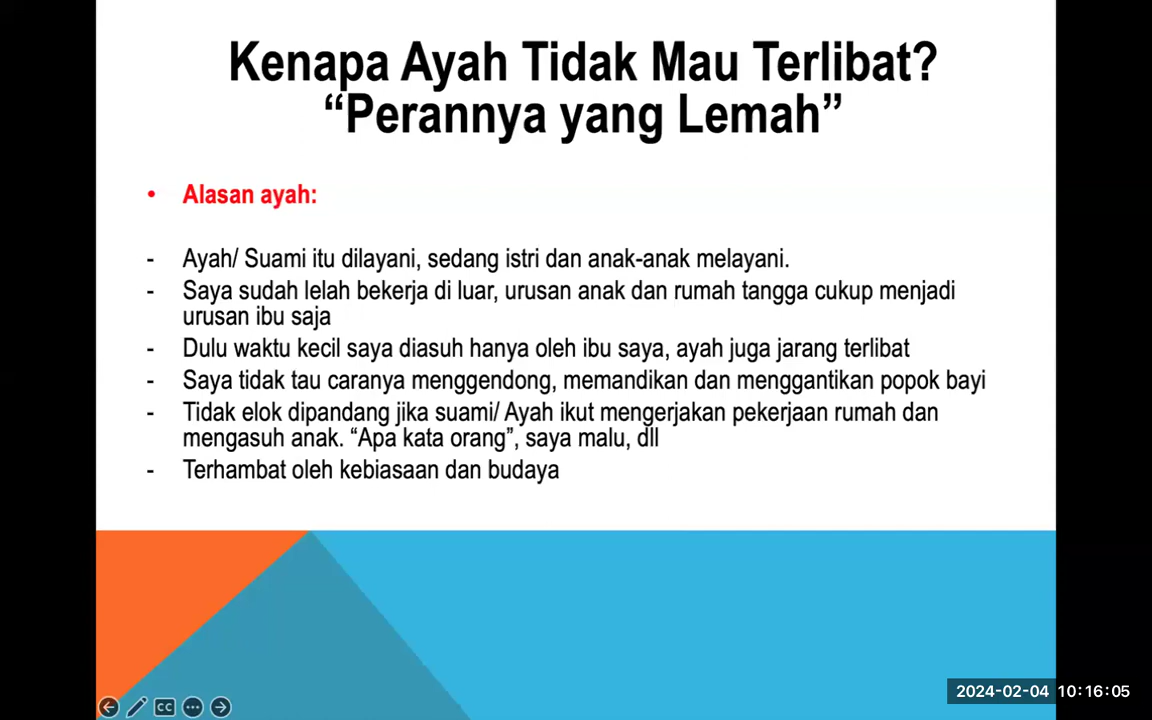 Kenapa Ayah Tidak Mau Terlibat?
“Perannya yang Lemah”
• Alasan ayah:
- Ayah/ Suami itu dilayani, sedang istri dan anak-anak melayani.
- Saya sudah lelah bekerja di luar, urusan anak dan rumah tangga cukup menjadi
urusan ibu saja
- Dulu waktu kecil saya diasuh hanya oleh ibu saya, ayah juga jarang terlibat
- Saya tidak tau caranya menggendong, memandikan dan menggantikan popok bayi
- Tidak elok dipandang jika suami/ Ayah ikut mengerjakan pekerjaan rumah dan
mengasuh anak. “Apa kata orang”, saya malu, dll
- Terhambat oleh kebiasaan dan budaya
CC
2024-02-04 10:16:05